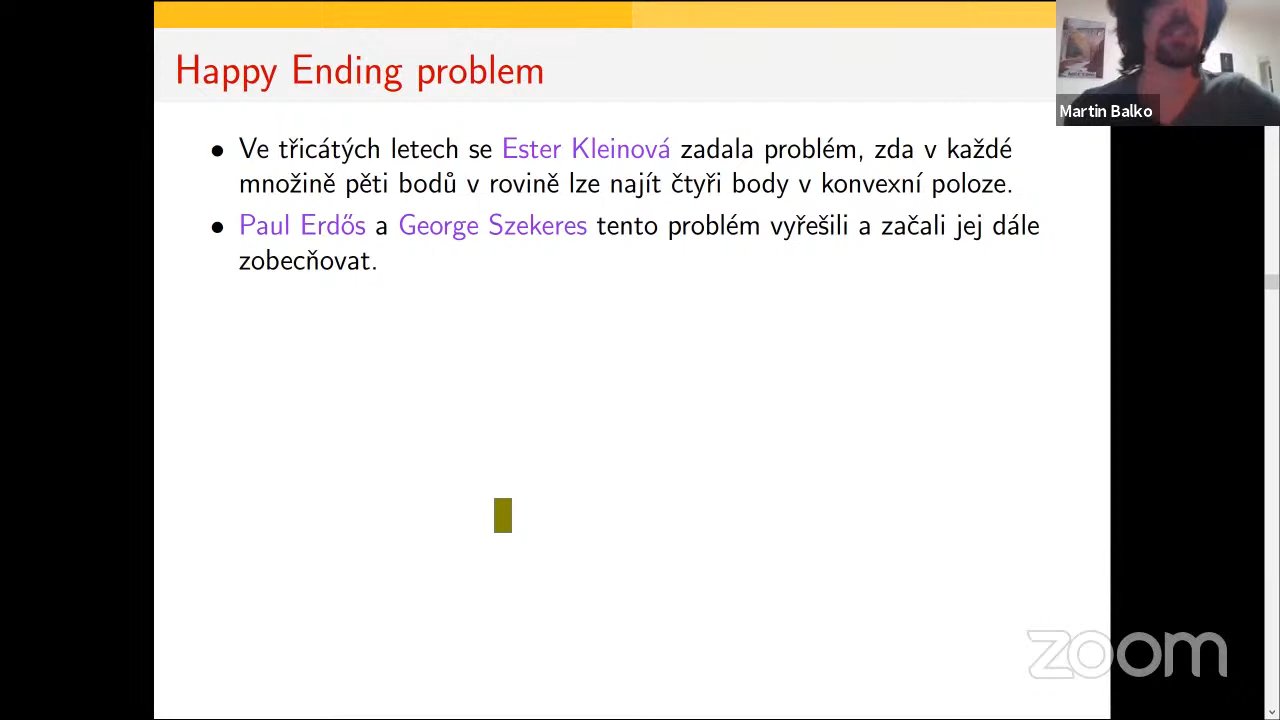 Happy Ending problem
Martin Balko
• Ve třicátých letech se Ester Kleinová zadala problém, zda v každé
množině pěti bodů v rovině lze najít čtyři body v konvexní poloze.
• Paul Erdős a George Szekeres tento problém vyřešili a začali jej dále
zobecňovat.
zoom